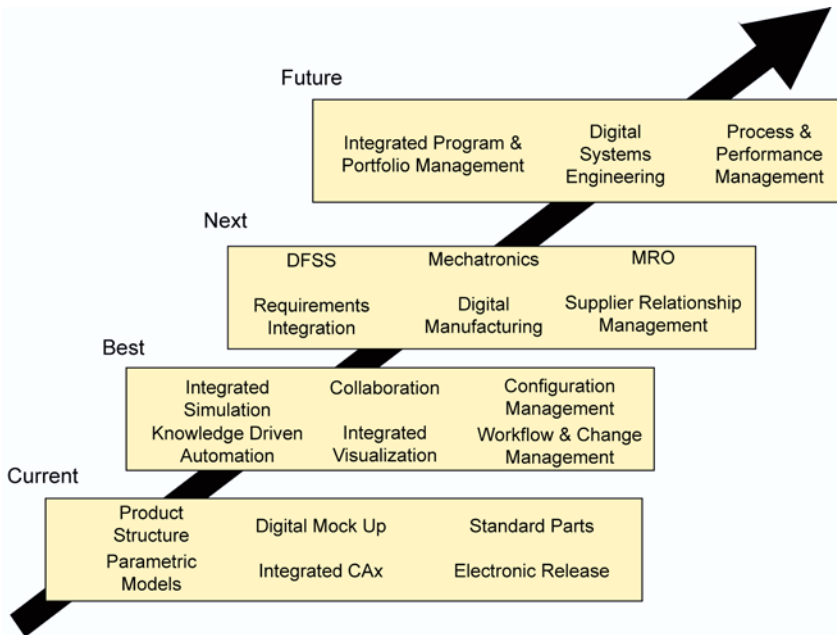 Future
Integrated Program &
Portfolio Management
Digital
Systems
Engineering
Process &
Performance
Management
Next
DFSS
Mechatronics
MRO
Requirements
Integration
Digital
Manufacturing
Supplier Relationship
Management
Best
Integrated
Simulation
Collaboration
Configuration
Management
Knowledge Driven
Automation
Integrated
Visualization
Workflow & Change
Management
Current
Product
Structure
Digital Mock Up
Standard Parts
Parametric
Models
Integrated CAx
Electronic Release